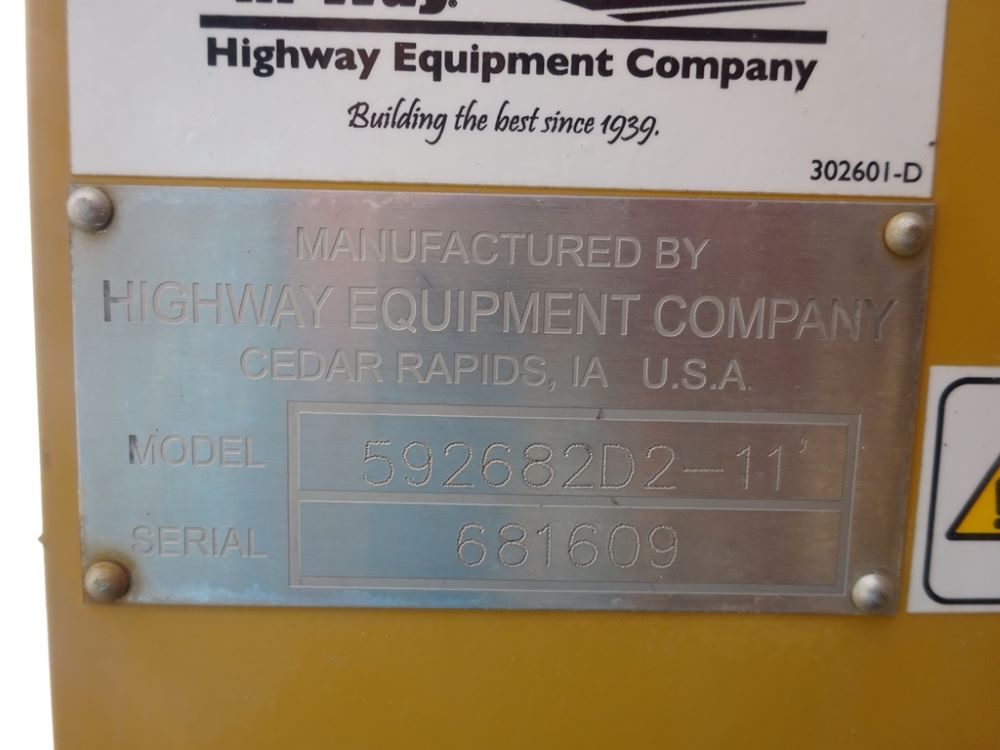 Highway Equipment Company
Building the best since 1939.
302601-D
MANUFACTURED BY
HIGHWAY EQUIPMENT COMPANY
CEDAR RAPIDS, IA U.S.A.
MODEL 592682D2-11'
SERIAL 681609